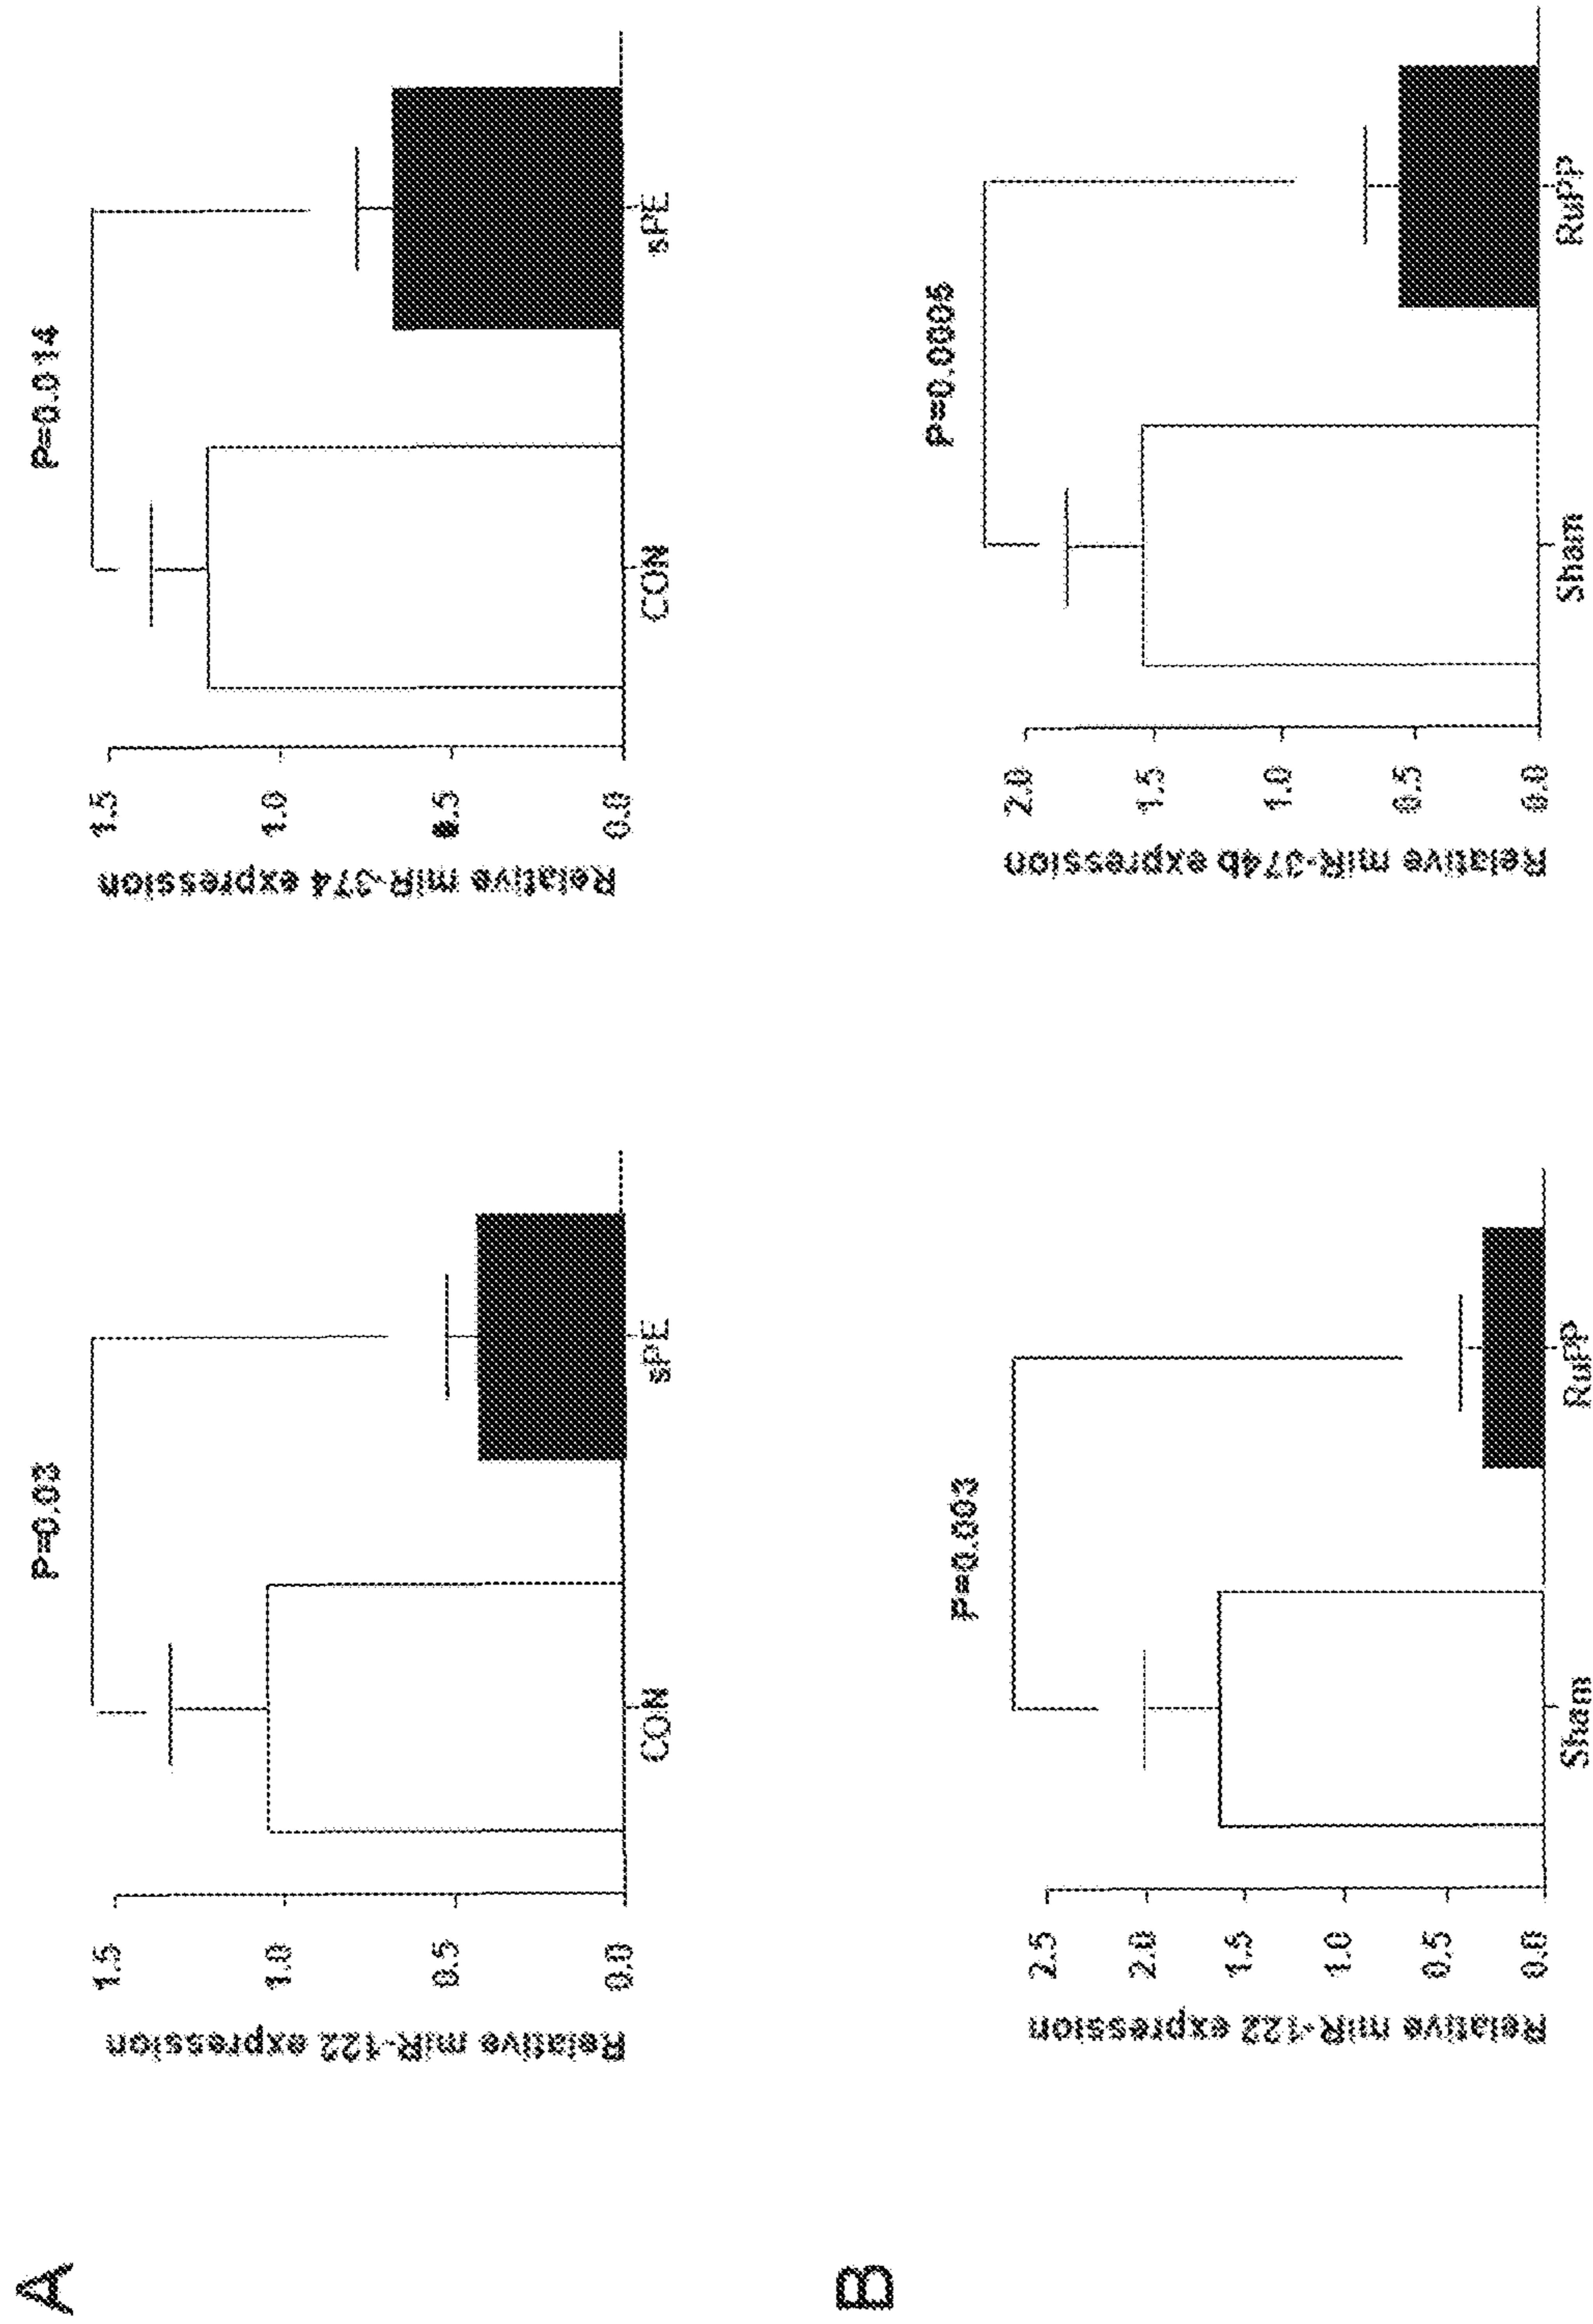 A
P=0.03
Relative miR-122 expression
1.5
1.0
0.5
0.0
CON
sPE
P=0.014
Relative miR-374 expression
1.5
1.0
0.5
0.0
CON
sPE
B
P=0.003
Relative miR-122 expression
2.5
2.0
1.5
1.0
0.5
0.0
Sham
RuPP
P=0.0005
Relative miR-374b expression
2.0
1.5
1.0
0.5
0.0
Sham
RuPP